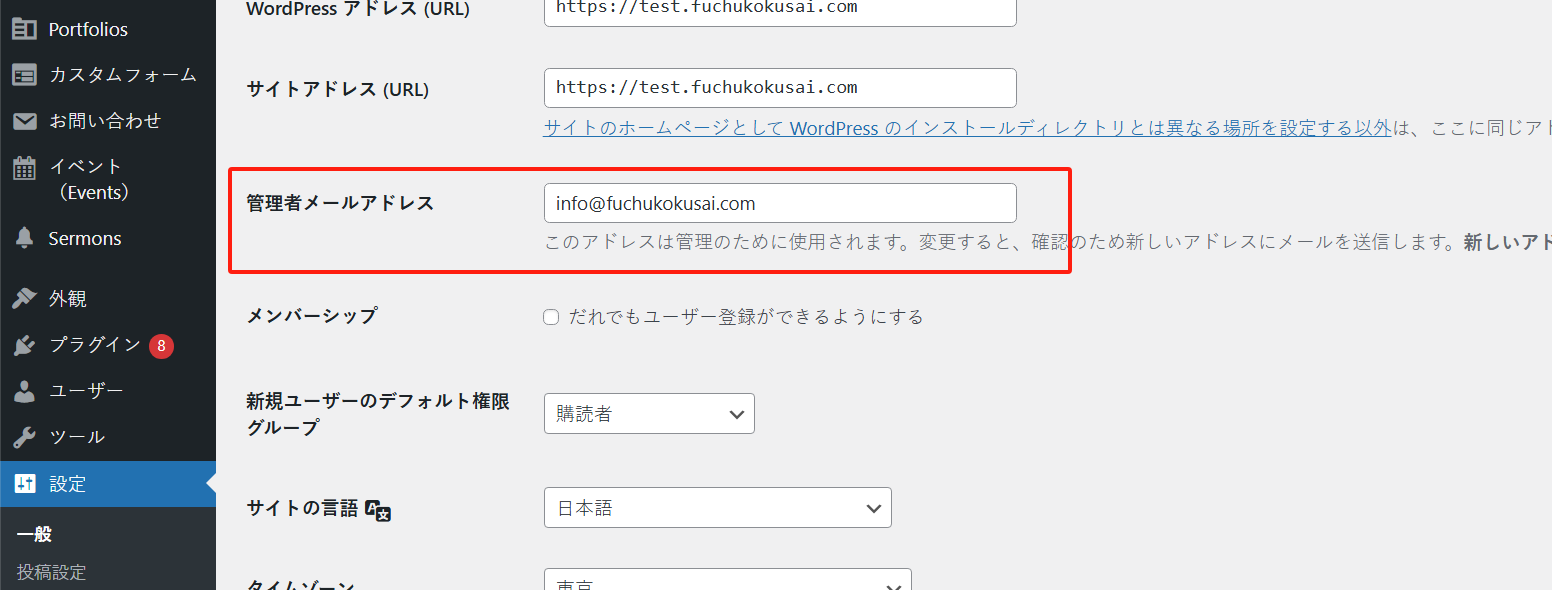 Portfolios
カスタムフォーム
お問い合わせ
イベント
（Events）
Sermons
外観
プラグイン 8
ユーザー
ツール
設定
一般
投稿設定
WordPress アドレス (URL)
https://test.fuchukokusai.com
サイトアドレス (URL)
https://test.fuchukokusai.com
サイトのホームページとして WordPress のインストールディレクトリとは異なる場所を設定する以外は、ここに同じアド
管理者メールアドレス
info@fuchukokusai.com
このアドレスは管理のために使用されます。変更すると、確認のため新しいアドレスにメールを送信します。新しいアド
メンバーシップ
だれでもユーザー登録ができるようにする
新規ユーザーのデフォルト権限
グループ
購読者
サイトの言語
日本語
タイムゾーン
東京